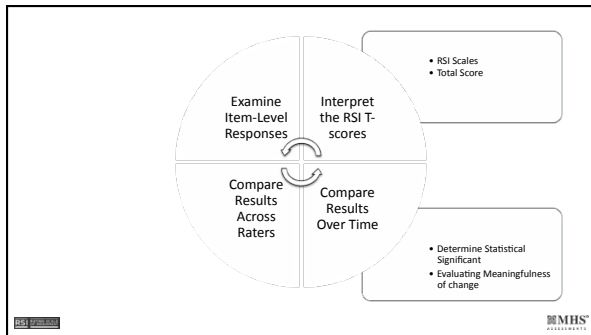 Examine
Item-Level
Responses
Interpret
the RSI T-
scores
• RSI Scales
• Total Score
Compare
Results
Across
Raters
Compare
Results
Over Time
• Determine Statistical
Significant
• Evaluating Meaningfulness
of change
RSI
MHS
ASSESSMENTS